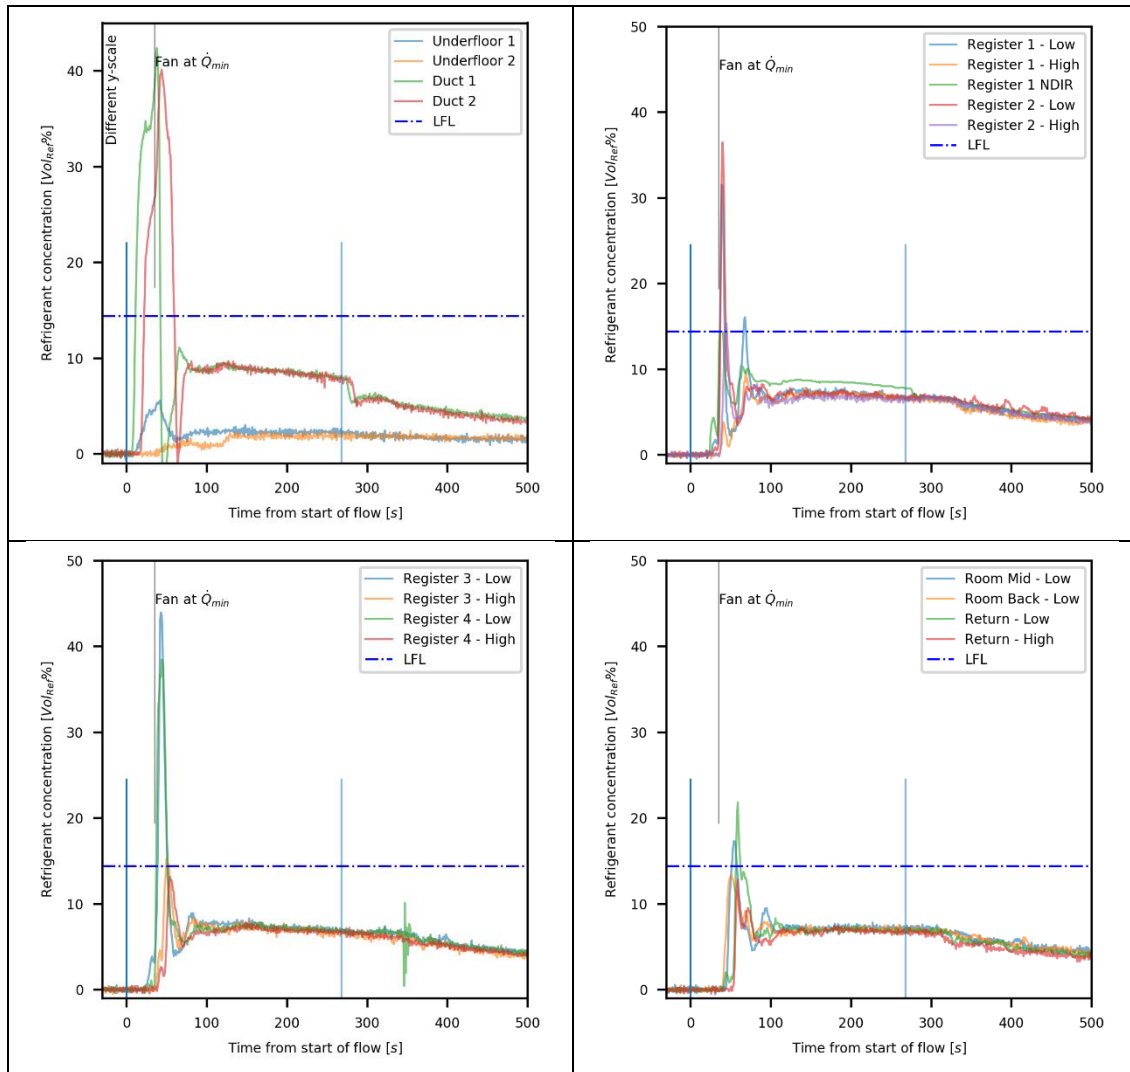 Different y-scale
Fan at Q̇min
Underfloor 1
Underfloor 2
Duct 1
Duct 2
LFL
Refrigerant concentration [VolRef%]
40
30
20
10
0
0 100 200 300 400 500
Time from start of flow [s]
Fan at Q̇min
Register 1 - Low
Register 1 - High
Register 1 NDIR
Register 2 - Low
Register 2 - High
LFL
Refrigerant concentration [VolRef%]
50
40
30
20
10
0
0 100 200 300 400 500
Time from start of flow [s]
Fan at Q̇min
Register 3 - Low
Register 3 - High
Register 4 - Low
Register 4 - High
LFL
Refrigerant concentration [VolRef%]
50
40
30
20
10
0
0 100 200 300 400 500
Time from start of flow [s]
Fan at Q̇min
Room Mid - Low
Room Back - Low
Return - Low
Return - High
LFL
Refrigerant concentration [VolRef%]
50
40
30
20
10
0
0 100 200 300 400 500
Time from start of flow [s]